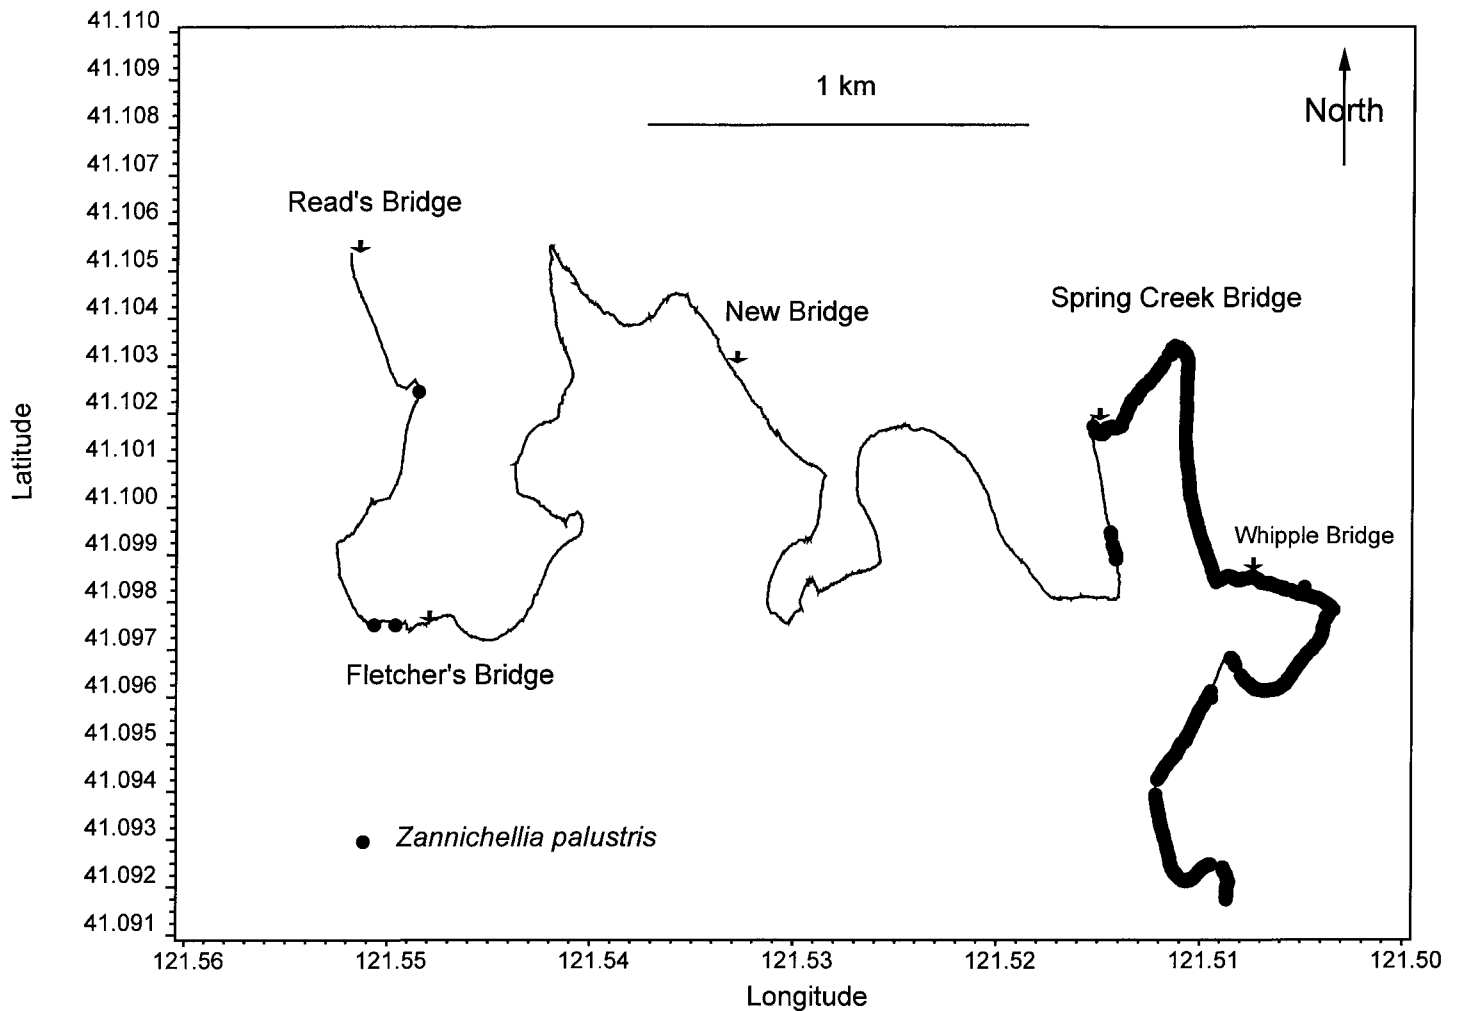 41.110
41.109
41.108
41.107
41.106
41.105
41.104
41.103
41.102
41.101
41.100
41.099
41.098
41.097
41.096
41.095
41.094
41.093
41.092
41.091
Latitude
1 km
North
Read's Bridge
New Bridge
Spring Creek Bridge
Whipple Bridge
Fletcher's Bridge
Zannichellia palustris
121.56
121.55
121.54
121.53
121.52
121.51
121.50
Longitude